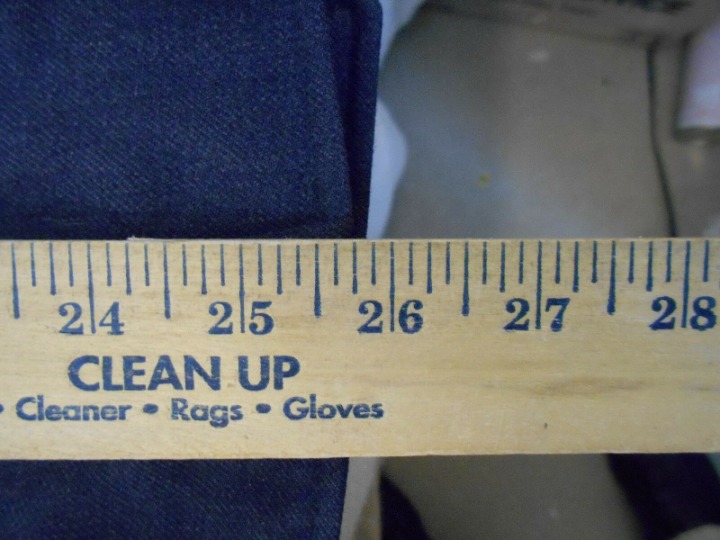 24 25 26 27 28
CLEAN UP
• Cleaner • Rags • Gloves